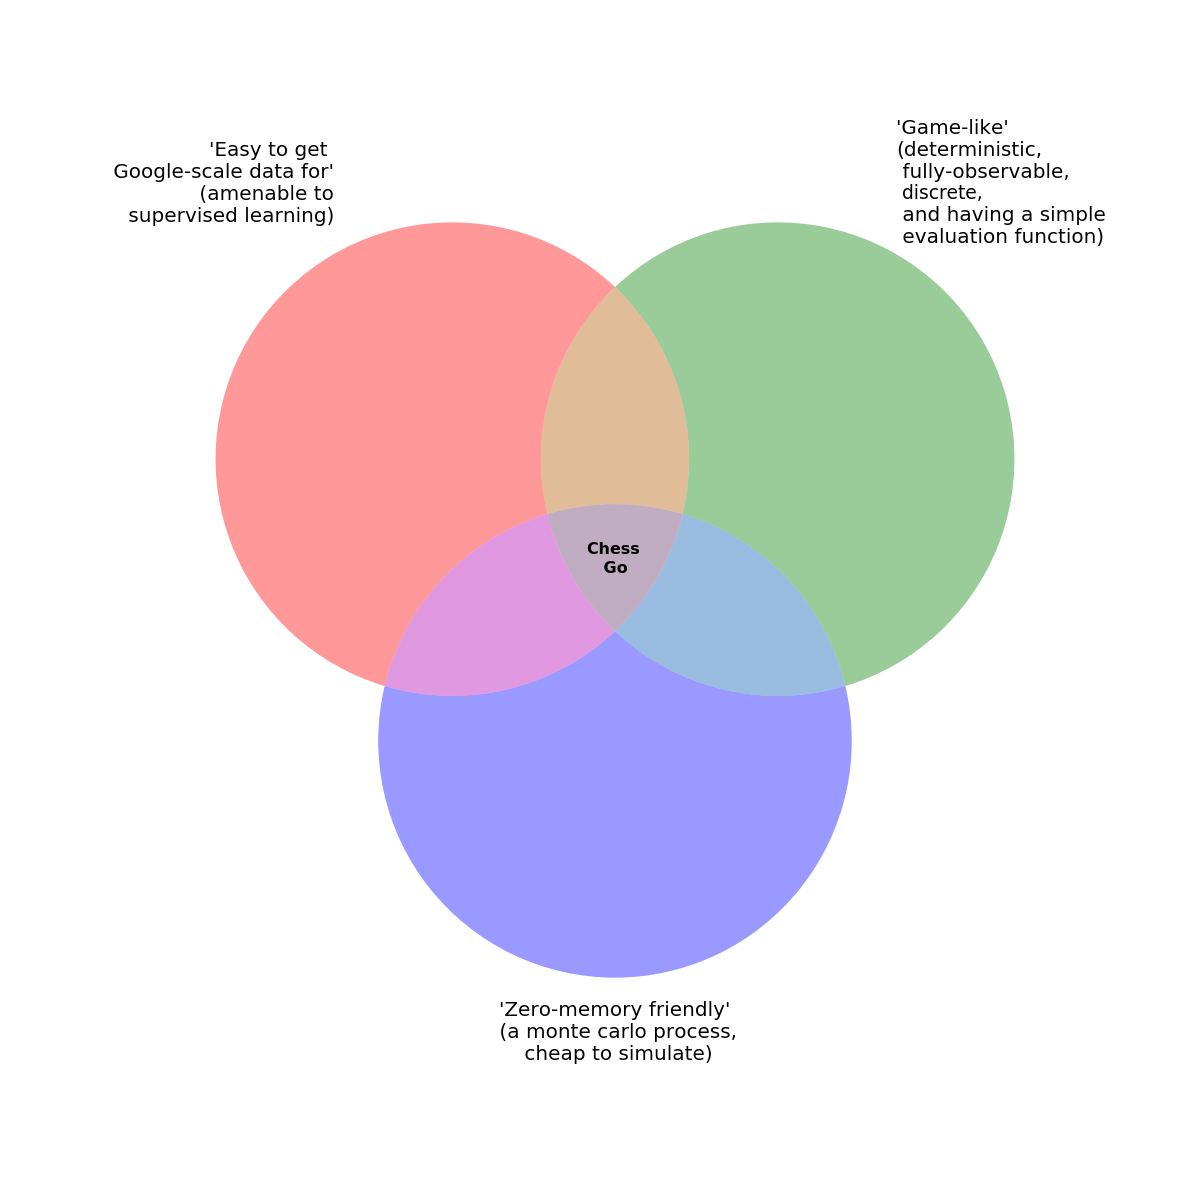 'Easy to get
Google-scale data for'
(amenable to
supervised learning)
'Game-like'
(deterministic,
fully-observable,
discrete,
and having a simple
evaluation function)
Chess
Go
'Zero-memory friendly'
(a monte carlo process,
cheap to simulate)